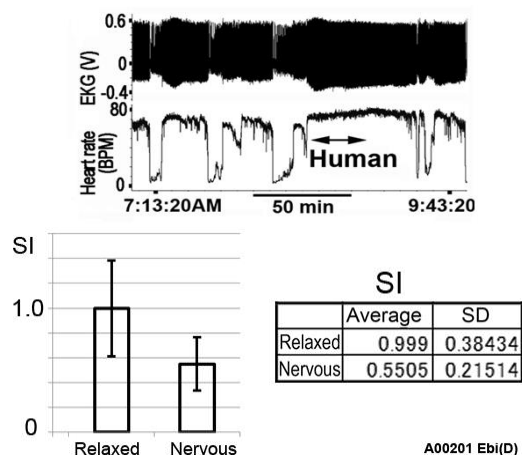 0.6
EKG (V)
0
-0.4
80
Heart rate
(BPM)
Human
0
7:13:20AM
50 min
9:43:20
SI
1.0
0
Relaxed
Nervous
SI
Average SD
Relaxed 0.999 0.38434
Nervous 0.5505 0.21514
A00201 Ebi(D)